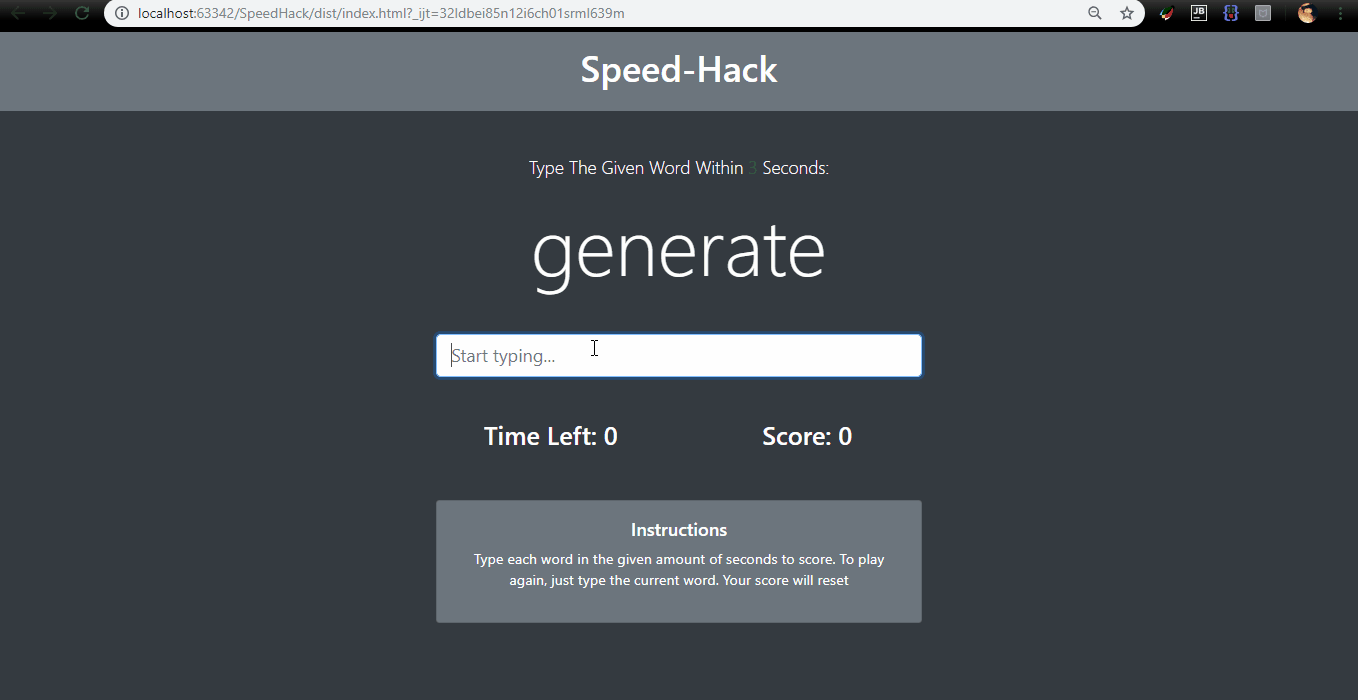 localhost:63342/SpeedHack/dist/index.html?_ijt=32ldbei85n12i6ch01srml639m
JB
Speed-Hack
Type The Given Word Within 3 Seconds:
generate
Start typing...
Time Left: 0 Score: 0
Instructions
Type each word in the given amount of seconds to score. To play
again, just type the current word. Your score will reset